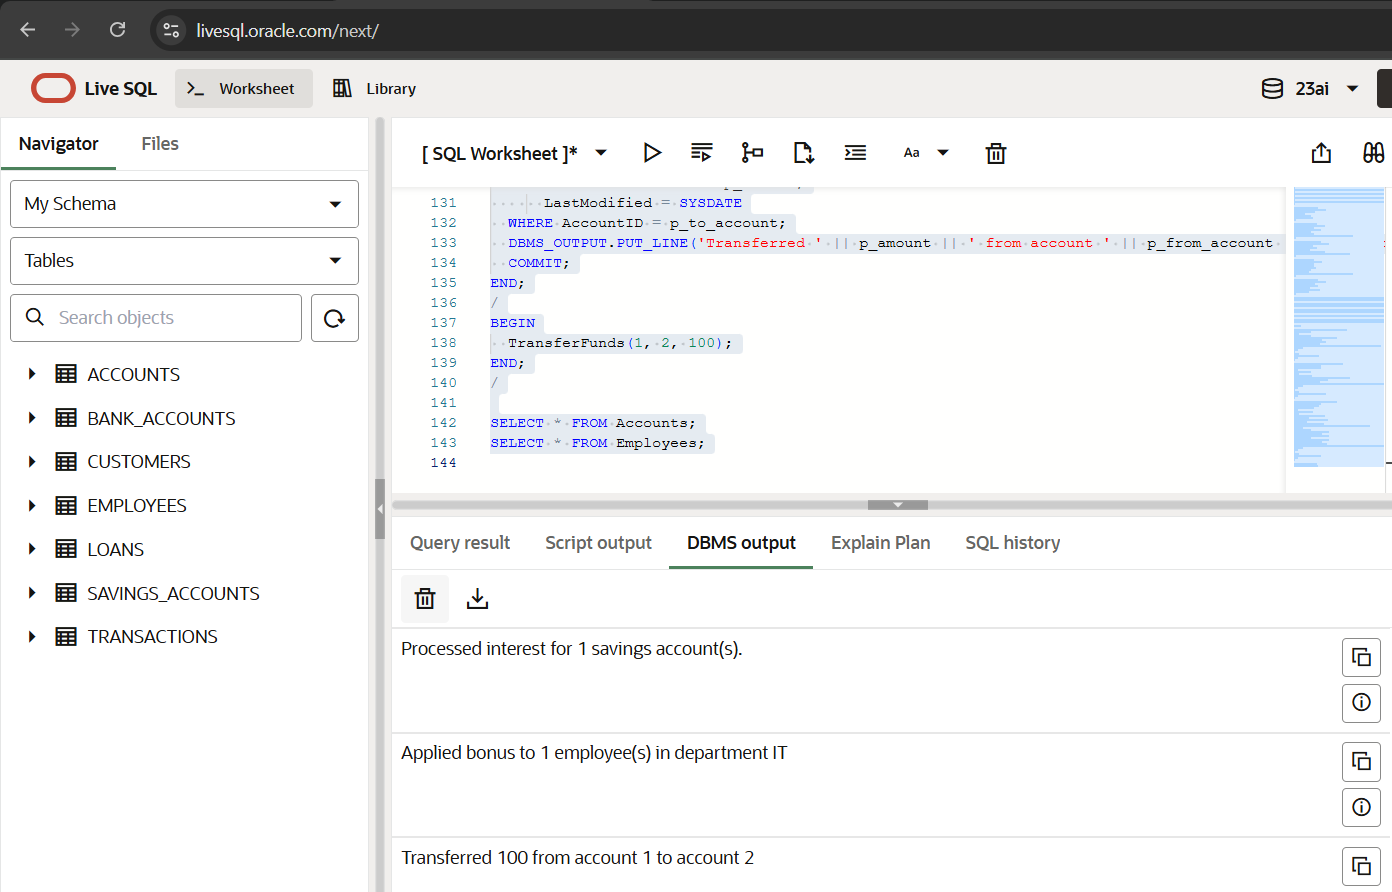 livesql.oracle.com/next/
Live SQL
Worksheet
Library
23ai
Navigator
Files
[ SQL Worksheet ]*
Aa
My Schema
Tables
Search objects
ACCOUNTS
BANK_ACCOUNTS
CUSTOMERS
EMPLOYEES
LOANS
SAVINGS_ACCOUNTS
TRANSACTIONS
131 LastModified = SYSDATE
132 WHERE AccountID = p_to_account;
133 DBMS_OUTPUT.PUT_LINE('Transferred ' || p_amount || ' from account ' || p_from_account
134 COMMIT;
135 END;
136 /
137 BEGIN
138 TransferFunds(1, 2, 100);
139 END;
140 /
141
142 SELECT * FROM Accounts;
143 SELECT * FROM Employees;
144
Query result
Script output
DBMS output
Explain Plan
SQL history
Processed interest for 1 savings account(s).
Applied bonus to 1 employee(s) in department IT
Transferred 100 from account 1 to account 2